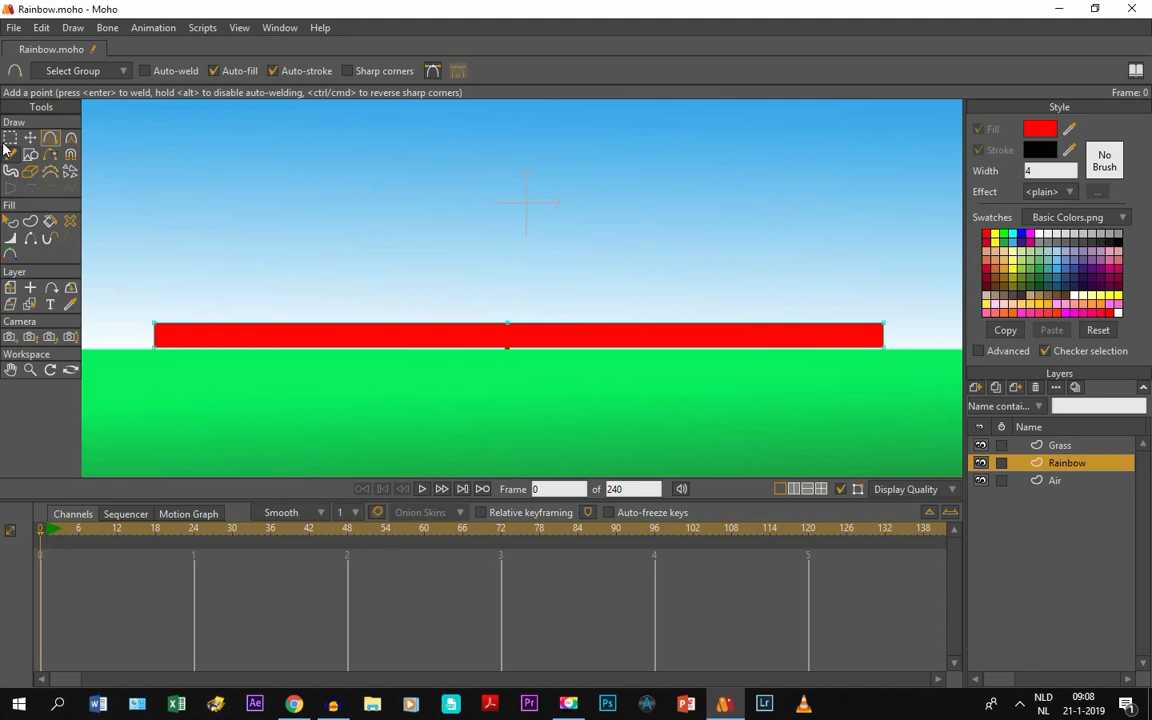 Rainbow.moho - Moho
File Edit Draw Bone Animation Scripts View Window Help
Rainbow.moho
Select Group Auto-weld Auto-fill Auto-stroke Sharp corners
Add a point (press <enter> to weld, hold <alt> to disable auto-welding, <ctrl/cmd> to reverse sharp corners) Frame: 0
Tools
Draw
Fill
Layer
Camera
Workspace
Style
Fill
Stroke
No Brush
Width 4
Effect <plain> ...
Swatches Basic Colors.png
Copy Paste Reset
Advanced Checker selection
Layers
Name contai...
Name
Grass
Rainbow
Air
Frame 0 of 240 Display Quality
Channels Sequencer Motion Graph Smooth 1 Onion Skins Relative keyframing Auto-freeze keys
0 6 12 18 24 30 36 42 48 54 60 66 72 78 84 90 96 102 108 114 120 126 132 138
0 1 2 3 4 5
NLD 09:08
NL 21-1-2019